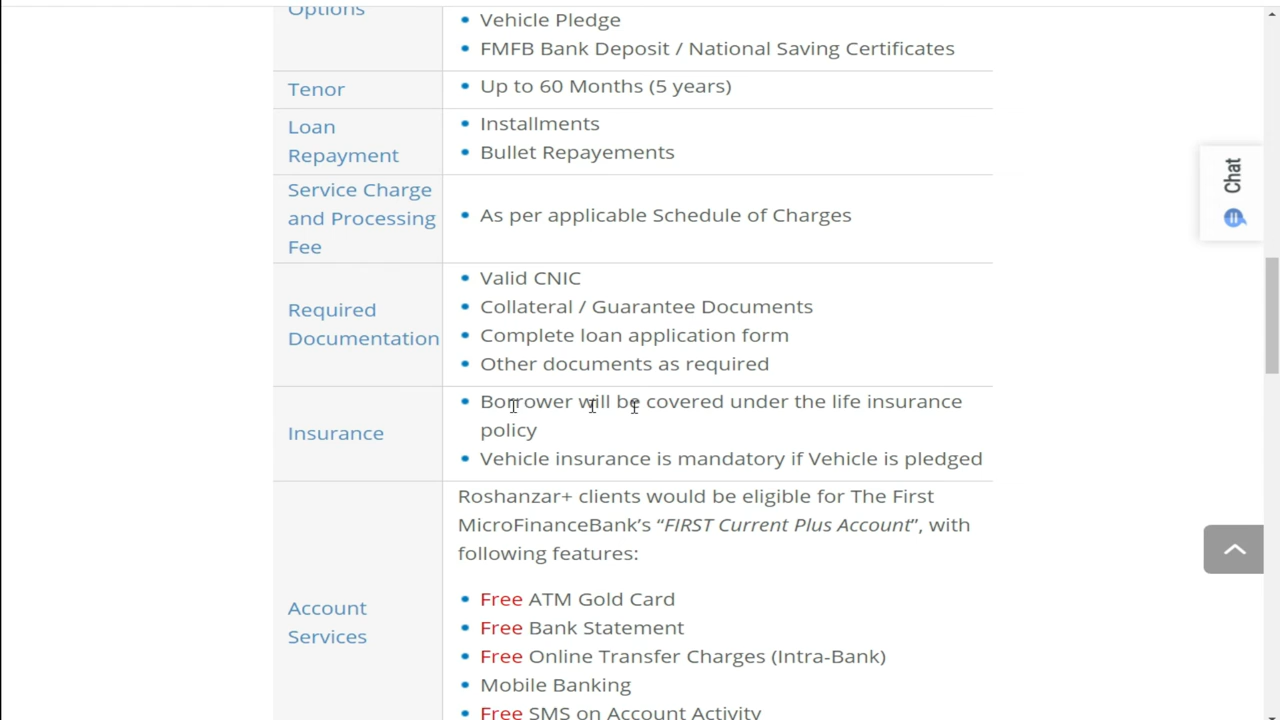 Options
Vehicle Pledge
FMFB Bank Deposit / National Saving Certificates
Tenor
Up to 60 Months (5 years)
Loan
Repayment
Installments
Bullet Repayements
Service Charge
and Processing
Fee
As per applicable Schedule of Charges
Required
Documentation
Valid CNIC
Collateral / Guarantee Documents
Complete loan application form
Other documents as required
Insurance
Borrower will be covered under the life insurance
policy
Vehicle insurance is mandatory if Vehicle is pledged
Account
Services
Roshanzar+ clients would be eligible for The First
MicroFinanceBank’s “FIRST Current Plus Account”, with
following features:
Free ATM Gold Card
Free Bank Statement
Free Online Transfer Charges (Intra-Bank)
Mobile Banking
Free SMS on Account Activity
Chat